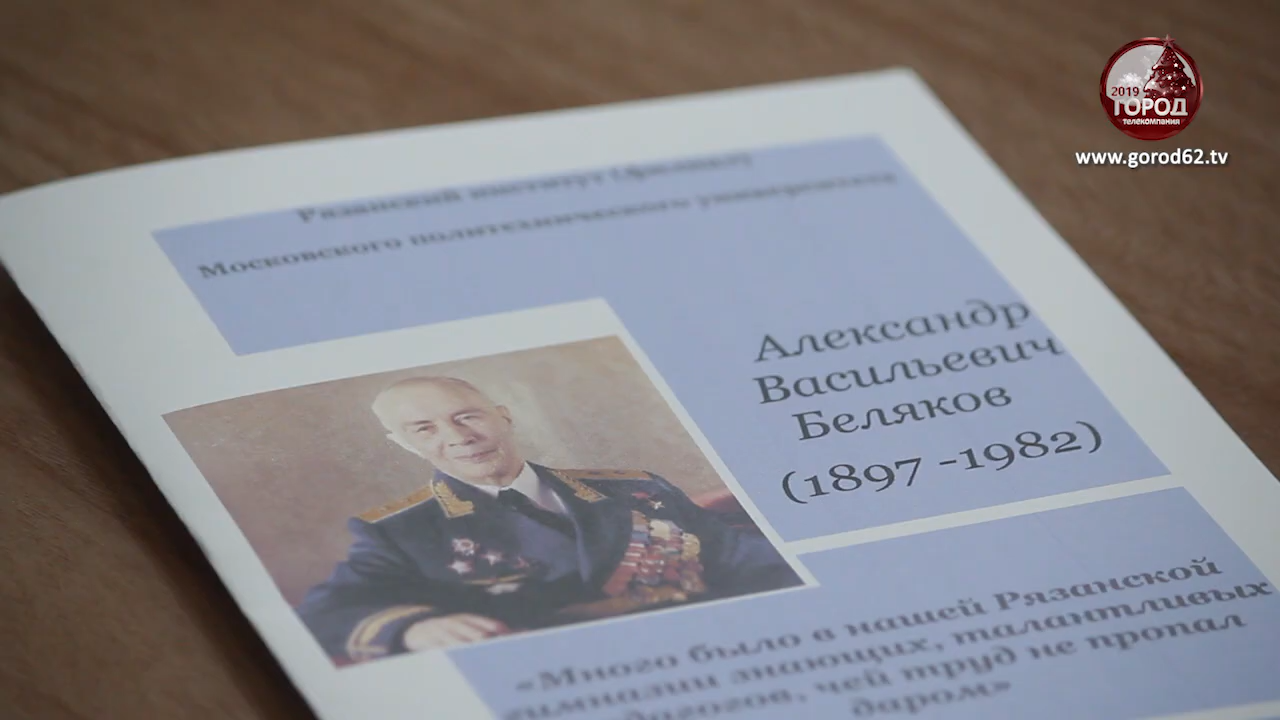 2019
ГОРОД
телекомпания
www.gorod62.tv
Рязанский институт (филиал)
Московского политехнического университета
Александр
Васильевич
Беляков
(1897 -1982)
«Много было в нашей Рязанской
гимназии знающих, талантливых
чей труд не пропал
даром»